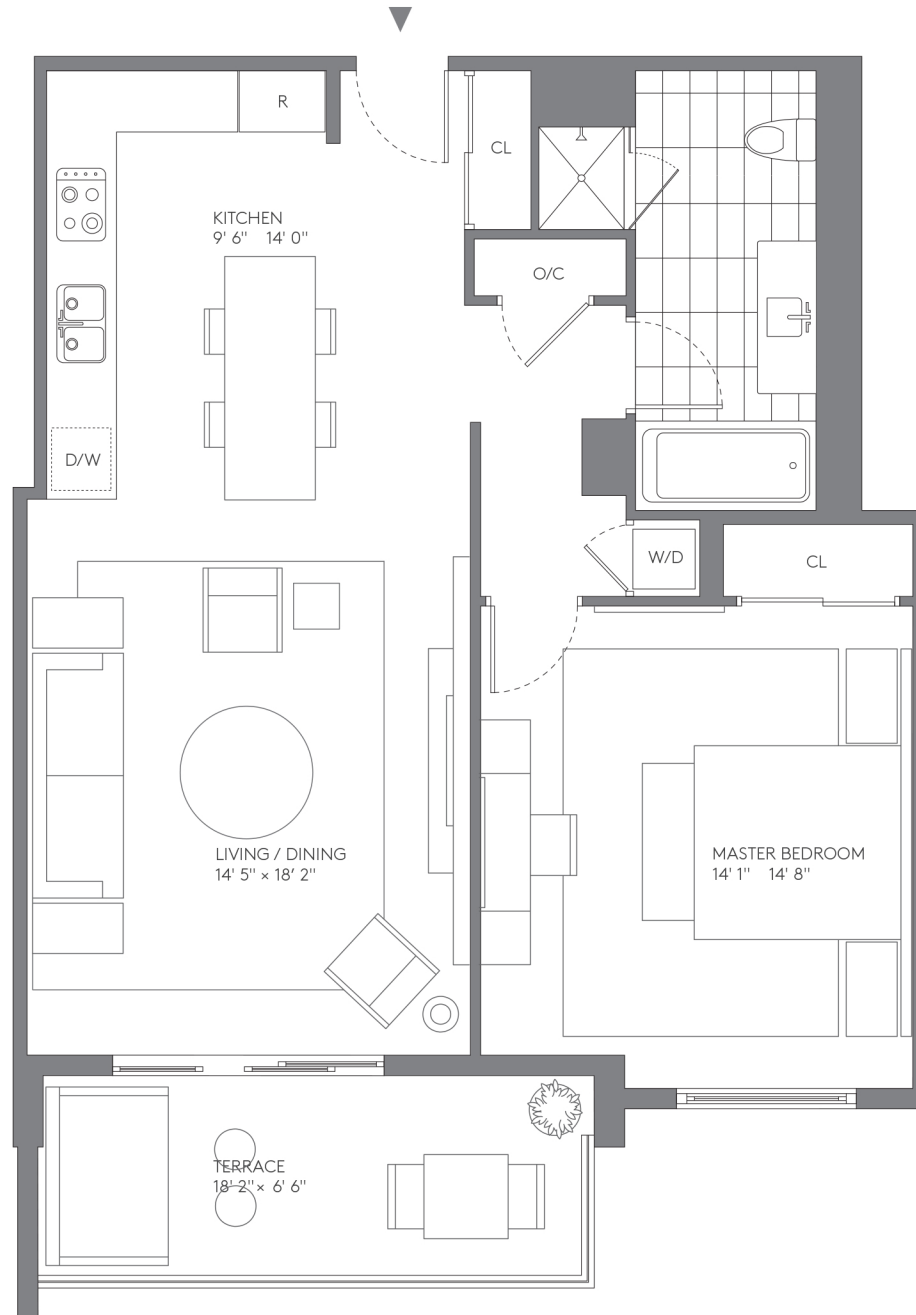 R
CL
KITCHEN
9' 6"   14' 0"
O/C
D/W
W/D
CL
LIVING / DINING
14' 5" × 18' 2"
MASTER BEDROOM
14' 1"   14' 8"
TERRACE
18' 2" × 6' 6"